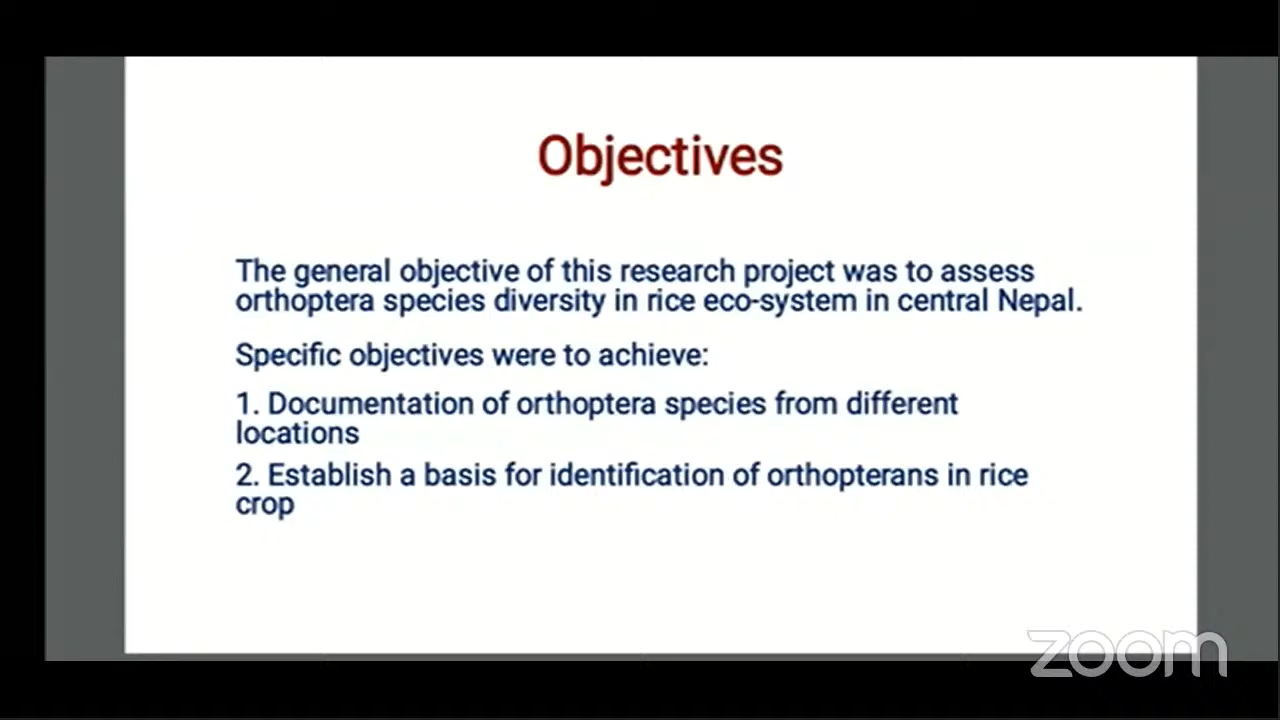 Objectives
The general objective of this research project was to assess
orthoptera species diversity in rice eco-system in central Nepal.
Specific objectives were to achieve:
1. Documentation of orthoptera species from different
locations
2. Establish a basis for identification of orthopterans in rice
crop
zoom